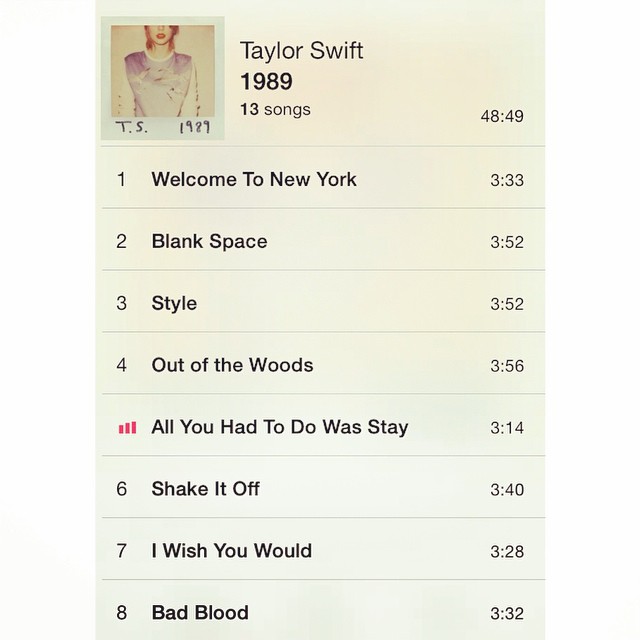 Taylor Swift
1989
13 songs
48:49
T.S. 1989
1 Welcome To New York 3:33
2 Blank Space 3:52
3 Style 3:52
4 Out of the Woods 3:56
All You Had To Do Was Stay 3:14
6 Shake It Off 3:40
7 I Wish You Would 3:28
8 Bad Blood 3:32